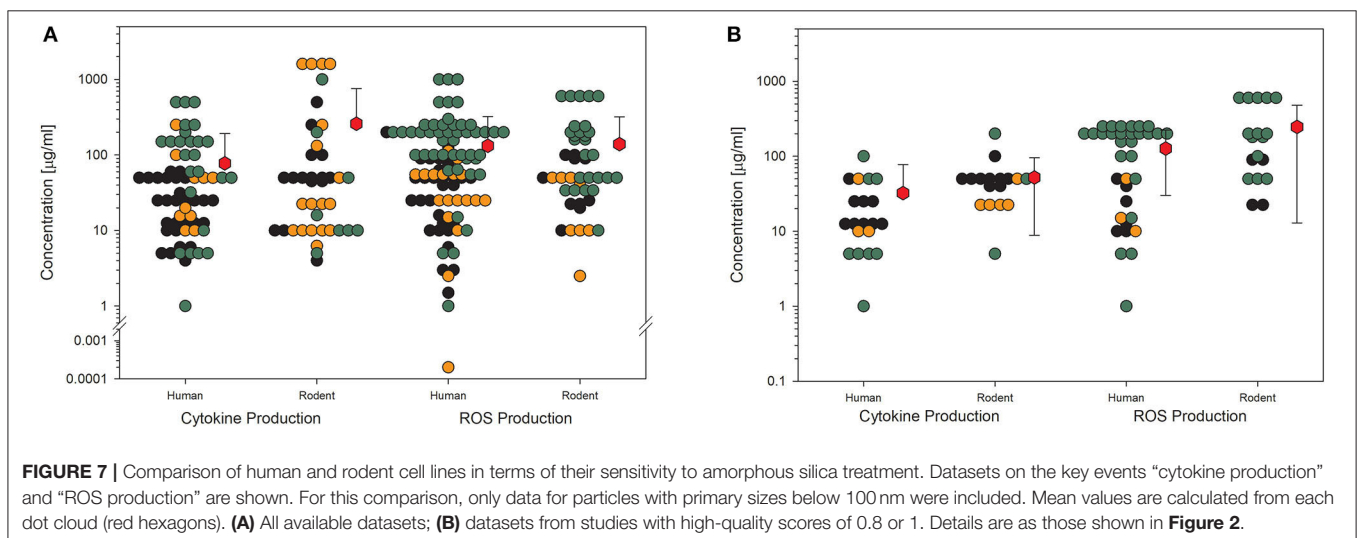 A
Concentration [µg/ml]
1000
100
10
1
0.001
0.0001
Human
Rodent
Human
Rodent
Cytokine Production
ROS Production
B
Concentration [µg/ml]
1000
100
10
1
0.1
Human
Rodent
Human
Rodent
Cytokine Production
ROS Production
FIGURE 7 | Comparison of human and rodent cell lines in terms of their sensitivity to amorphous silica treatment. Datasets on the key events “cytokine production”
and “ROS production” are shown. For this comparison, only data for particles with primary sizes below 100 nm were included. Mean values are calculated from each
dot cloud (red hexagons). (A) All available datasets; (B) datasets from studies with high-quality scores of 0.8 or 1. Details are as those shown in Figure 2.